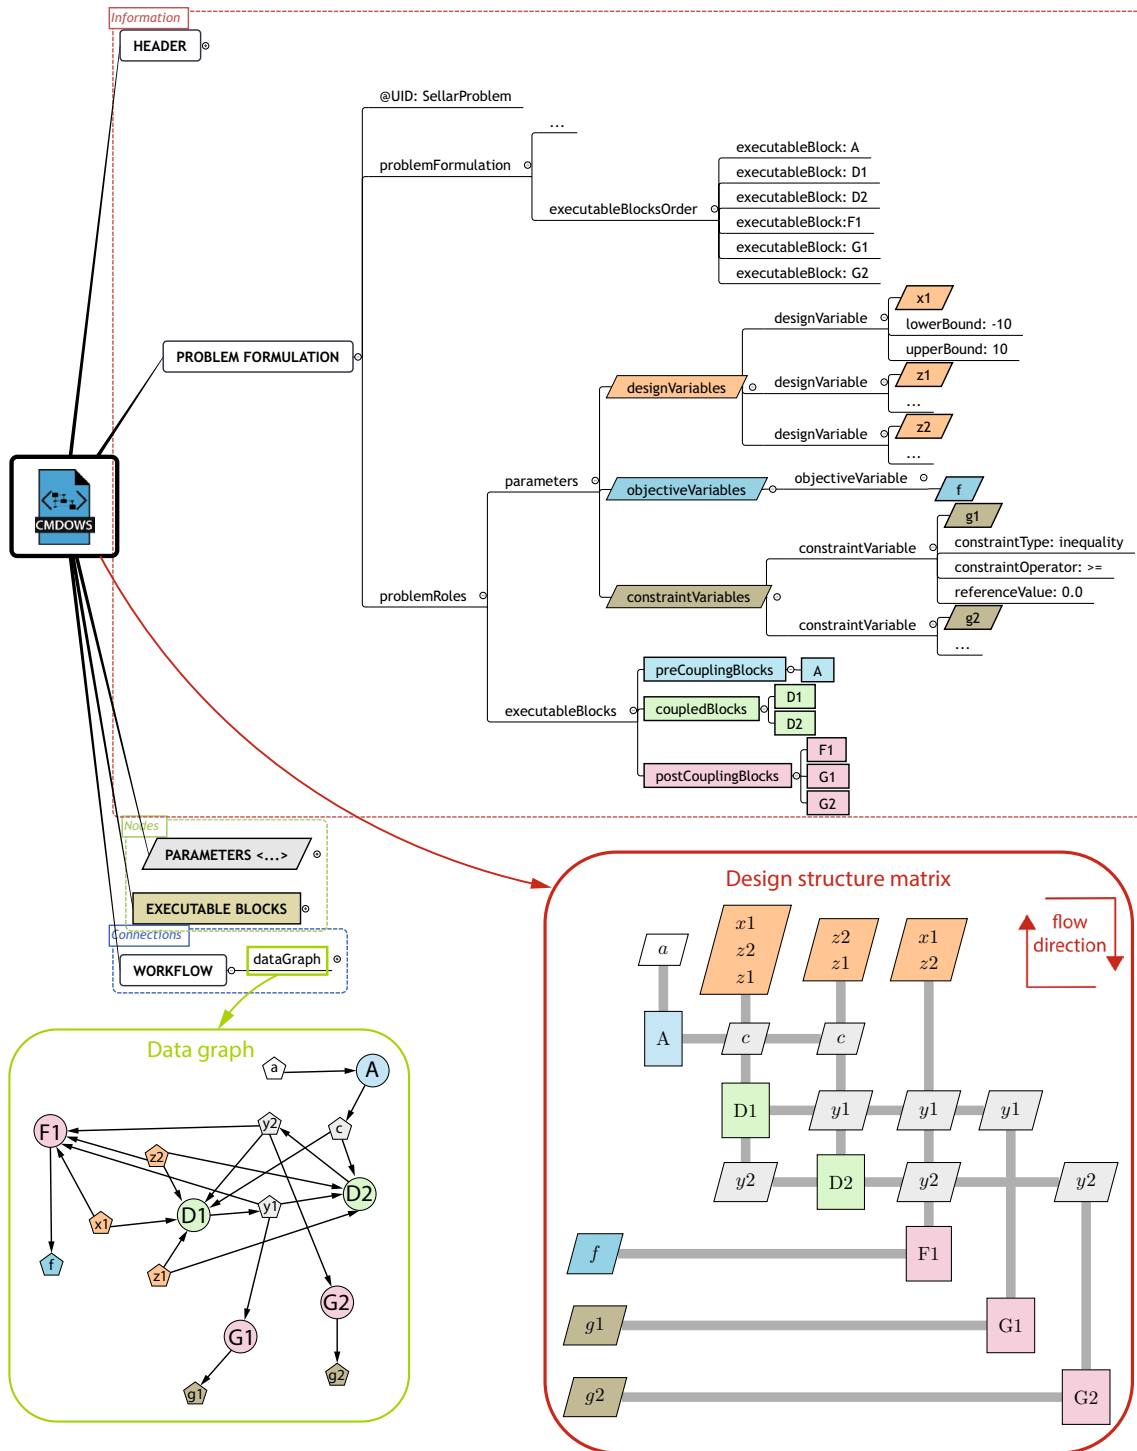 Information
HEADER
@UID: SellarProblem
...
problemFormulation
executableBlock: A
executableBlock: D1
executableBlock: D2
executableBlocksOrder
executableBlock:F1
executableBlock: G1
executableBlock: G2
PROBLEM FORMULATION
x1
designVariable
lowerBound: -10
upperBound: 10
designVariables
designVariable
z1
...
designVariable
z2
...
parameters
objectiveVariables
objectiveVariable
f
g1
constraintVariable
constraintType: inequality
constraintOperator: >=
referenceValue: 0.0
problemRoles
constraintVariables
constraintVariable
g2
...
CMDOWS
preCouplingBlocks
A
executableBlocks
coupledBlocks
D1
D2
postCouplingBlocks
F1
G1
G2
Nodes
PARAMETERS <...>
EXECUTABLE BLOCKS
Connections
WORKFLOW
dataGraph
Data graph
a
A
F1
y2
c
z2
D1
y1
D2
x1
f
z1
G2
G1
g1
g2
Design structure matrix
flow
direction
a
x1
z2
z1
z2
z1
x1
z2
A
c
c
D1
y1
y1
y1
y2
D2
y2
y2
f
F1
g1
G1
g2
G2